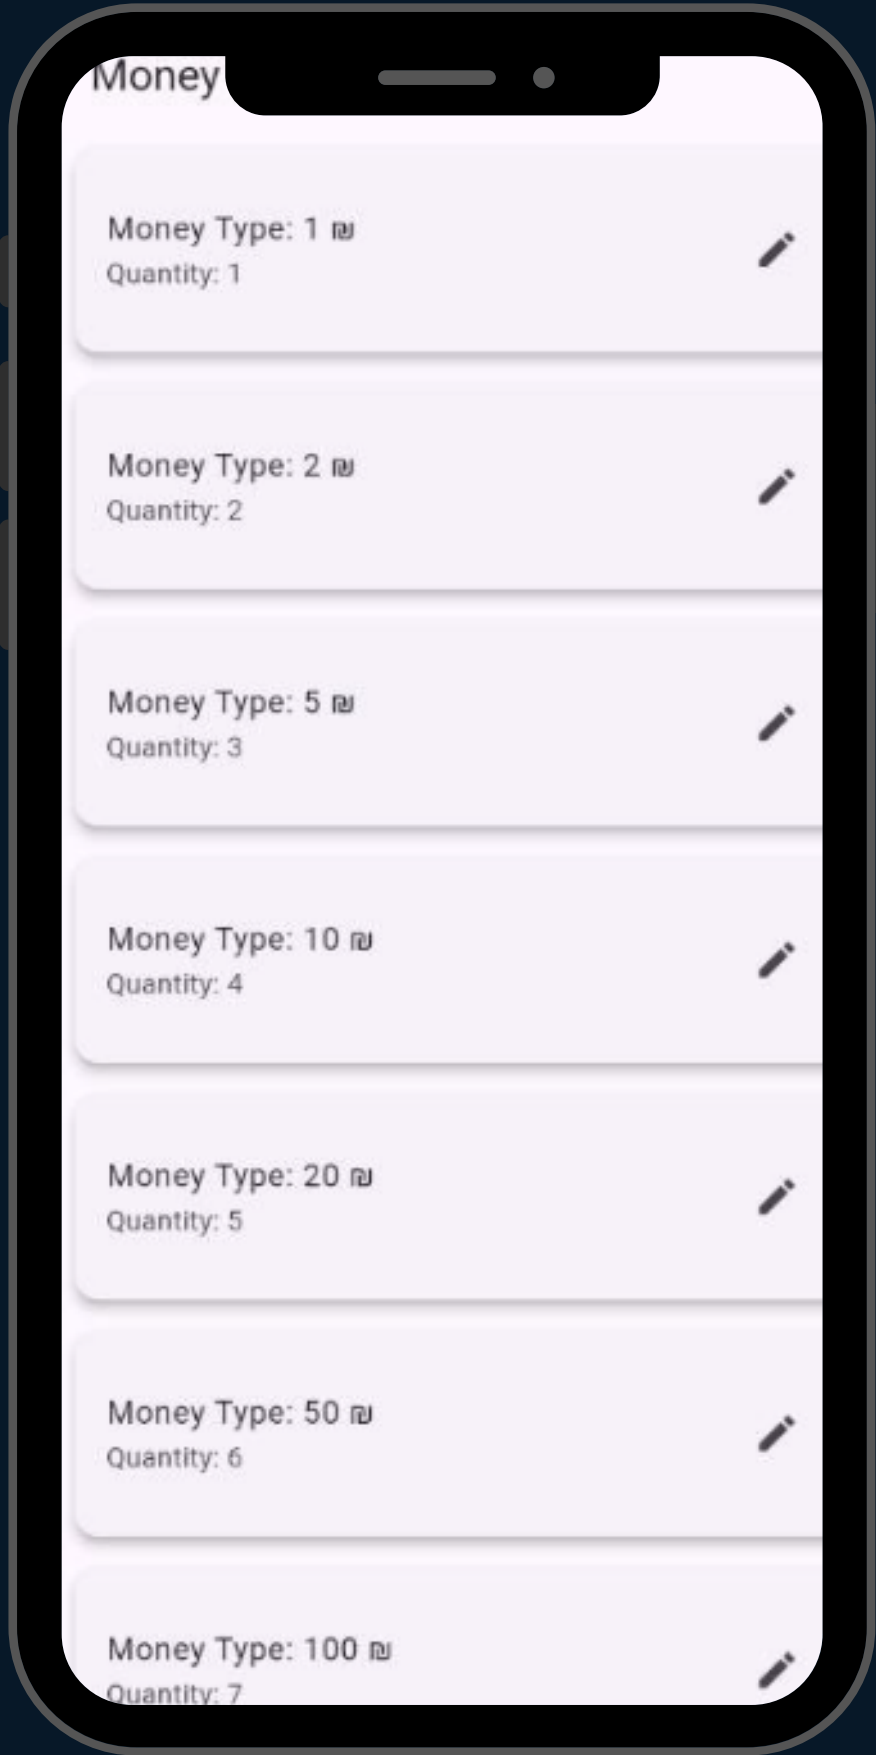 Money
Money Type: 1 ₪
Quantity: 1
Money Type: 2 ₪
Quantity: 2
Money Type: 5 ₪
Quantity: 3
Money Type: 10 ₪
Quantity: 4
Money Type: 20 ₪
Quantity: 5
Money Type: 50 ₪
Quantity: 6
Money Type: 100 ₪
Quantity: 7